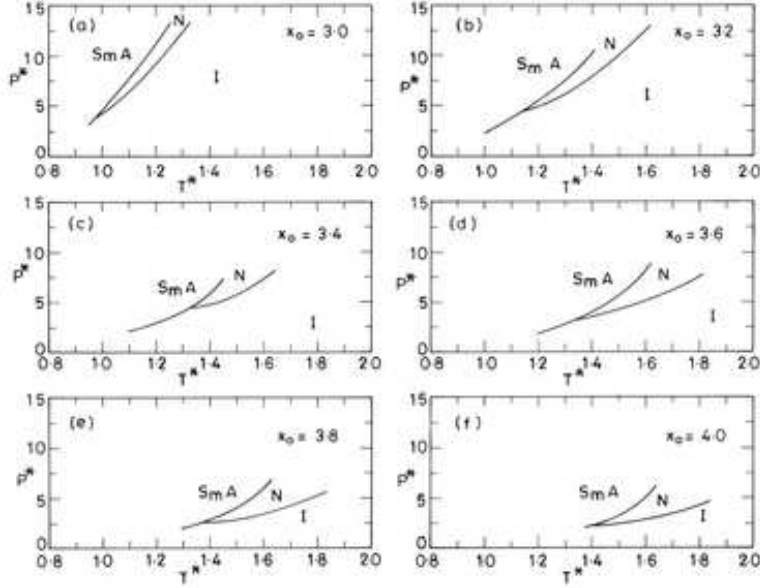 (a) N x₀ = 3·0
SmA
P* I
15
10
5
0
0·8 1·0 1·2 1·4 1·6 1·8 2·0
T*
(b) N x₀ = 3·2
SmA
P* I
15
10
5
0
0·8 1·0 1·2 1·4 1·6 1·8 2·0
T*
(c) x₀ = 3·4
SmA N
P* I
15
10
5
0
0·8 1·0 1·2 1·4 1·6 1·8 2·0
T*
(d) x₀ = 3·6
SmA N
P* I
15
10
5
0
0·8 1·0 1·2 1·4 1·6 1·8 2·0
T*
(e) x₀ = 3·8
SmA N
P* I
15
10
5
0
0·8 1·0 1·2 1·4 1·6 1·8 2·0
T*
(f) x₀ = 4·0
SmA N
P* I
15
10
5
0
0·8 1·0 1·2 1·4 1·6 1·8 2·0
T*